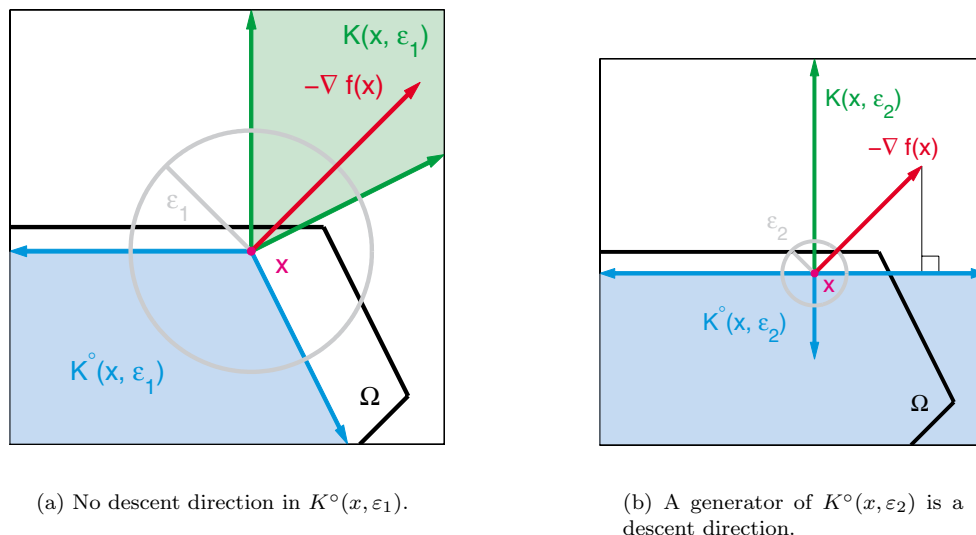 K(x, ε₁)
−∇ f(x)
ε₁
x
K°(x, ε₁)
Ω
(a) No descent direction in K°(x, ε₁).
K(x, ε₂)
−∇ f(x)
ε₂
x
K°(x, ε₂)
Ω
(b) A generator of K°(x, ε₂) is a
descent direction.